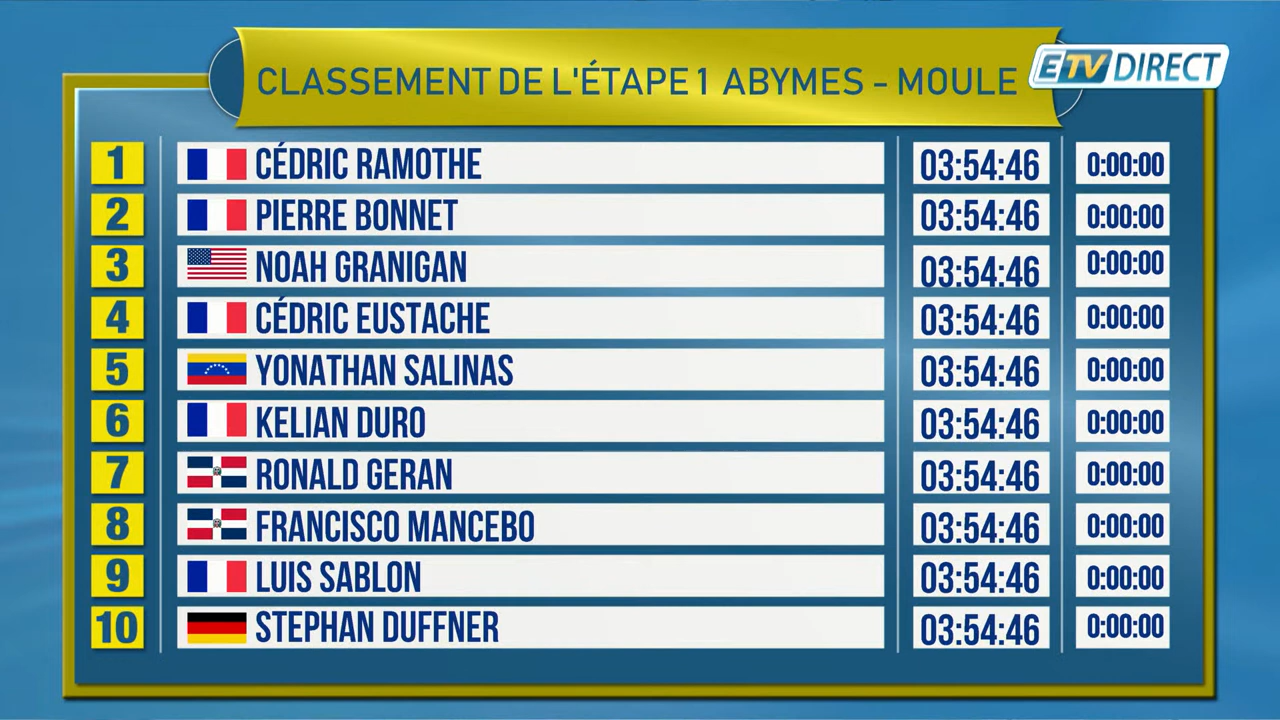 CLASSEMENT DE L'ÉTAPE 1 ABYMES - MOULE
ETV DIRECT
1 CÉDRIC RAMOTHE 03:54:46 0:00:00
2 PIERRE BONNET 03:54:46 0:00:00
3 NOAH GRANIGAN 03:54:46 0:00:00
4 CÉDRIC EUSTACHE 03:54:46 0:00:00
5 YONATHAN SALINAS 03:54:46 0:00:00
6 KELIAN DURO 03:54:46 0:00:00
7 RONALD GERAN 03:54:46 0:00:00
8 FRANCISCO MANCEBO 03:54:46 0:00:00
9 LUIS SABLON 03:54:46 0:00:00
10 STEPHAN DUFFNER 03:54:46 0:00:00